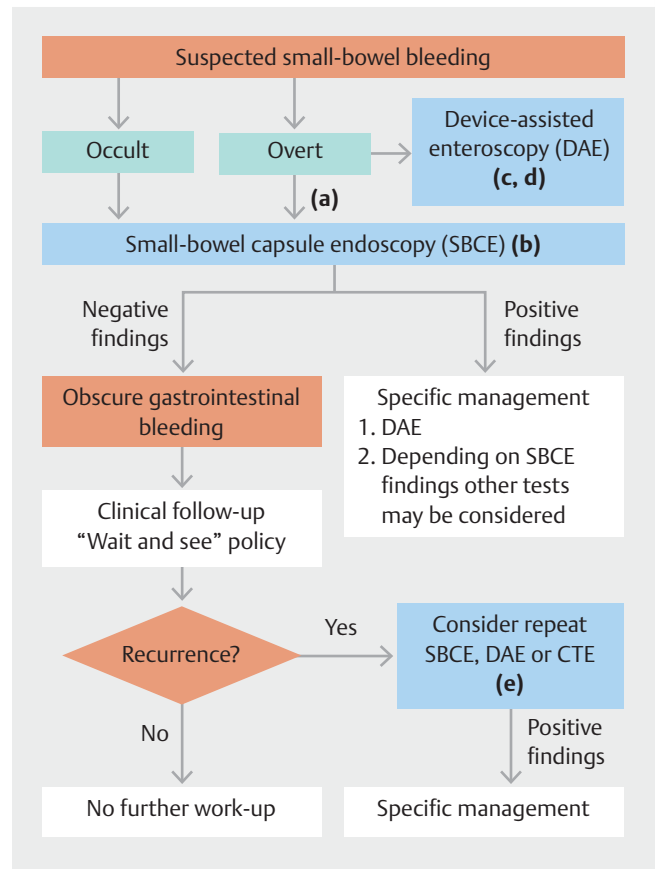 Suspected small-bowel bleeding
Occult
Overt
Device-assisted
enteroscopy (DAE)
(c, d)
(a)
Small-bowel capsule endoscopy (SBCE) (b)
Negative
findings
Positive
findings
Obscure gastrointestinal
bleeding
Specific management
1. DAE
2. Depending on SBCE
findings other tests
may be considered
Clinical follow-up
“Wait and see” policy
Recurrence?
Yes
Consider repeat
SBCE, DAE or CTE
(e)
No
Positive
findings
No further work-up
Specific management